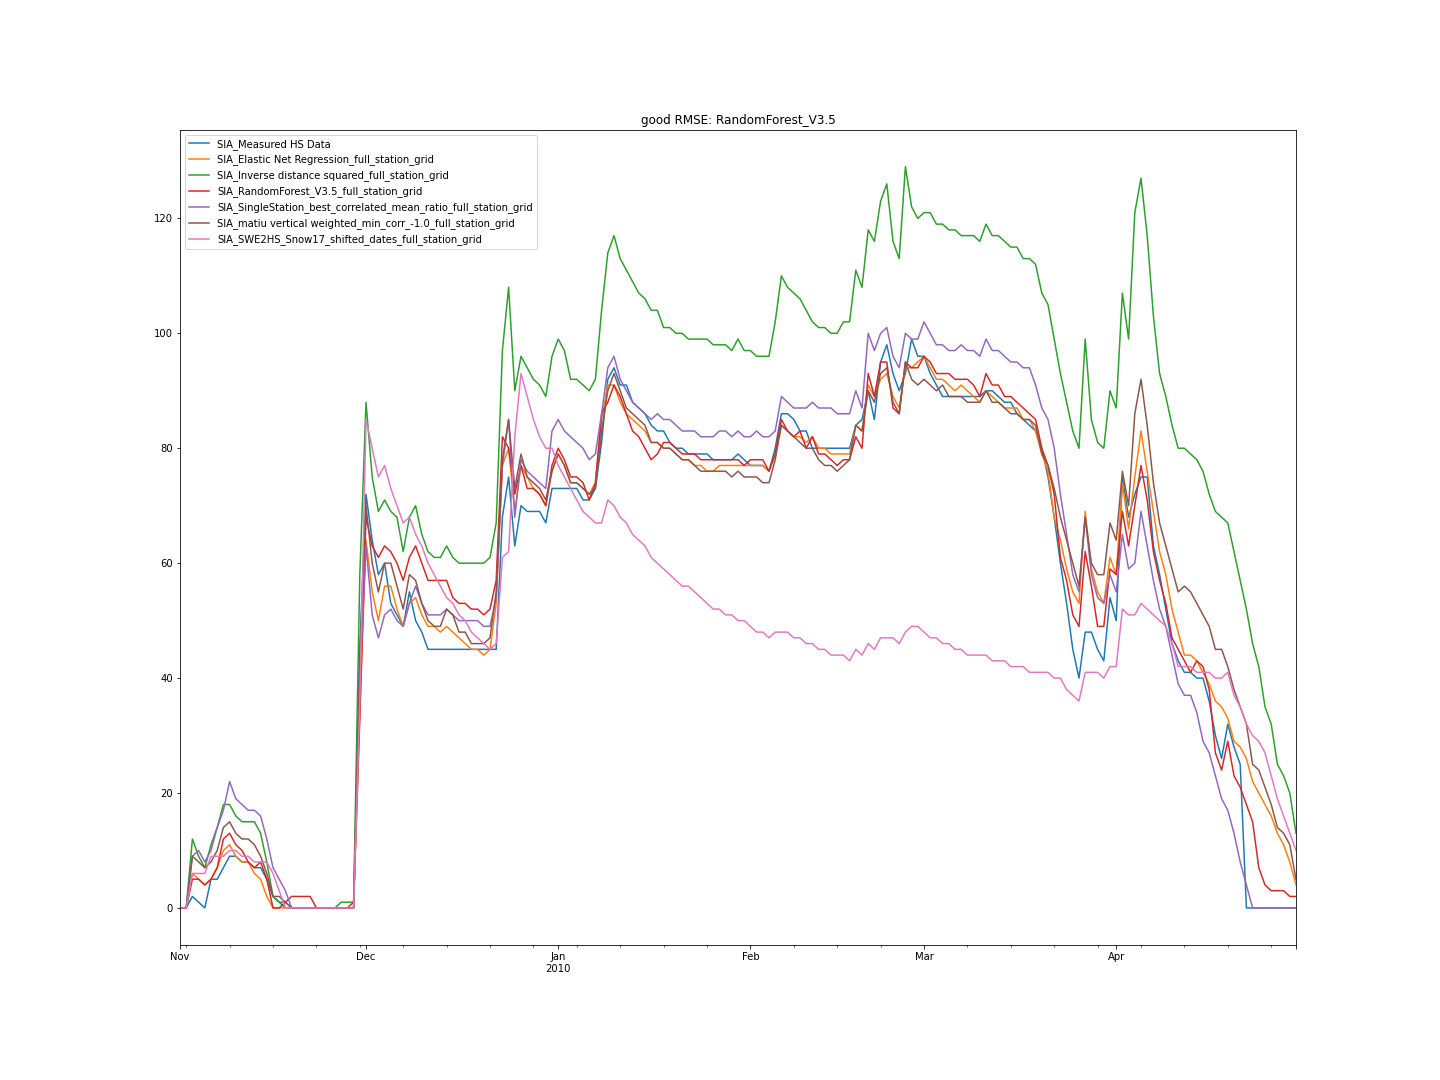 good RMSE: RandomForest_V3.5
SIA_Measured HS Data
SIA_Elastic Net Regression_full_station_grid
SIA_Inverse distance squared_full_station_grid
SIA_RandomForest_V3.5_full_station_grid
SIA_SingleStation_best_correlated_mean_ratio_full_station_grid
SIA_matiu vertical weighted_min_corr_-1.0_full_station_grid
SIA_SWE2HS_Snow17_shifted_dates_full_station_grid
120
100
80
60
40
20
0
Nov Dec Jan Feb Mar Apr
2010